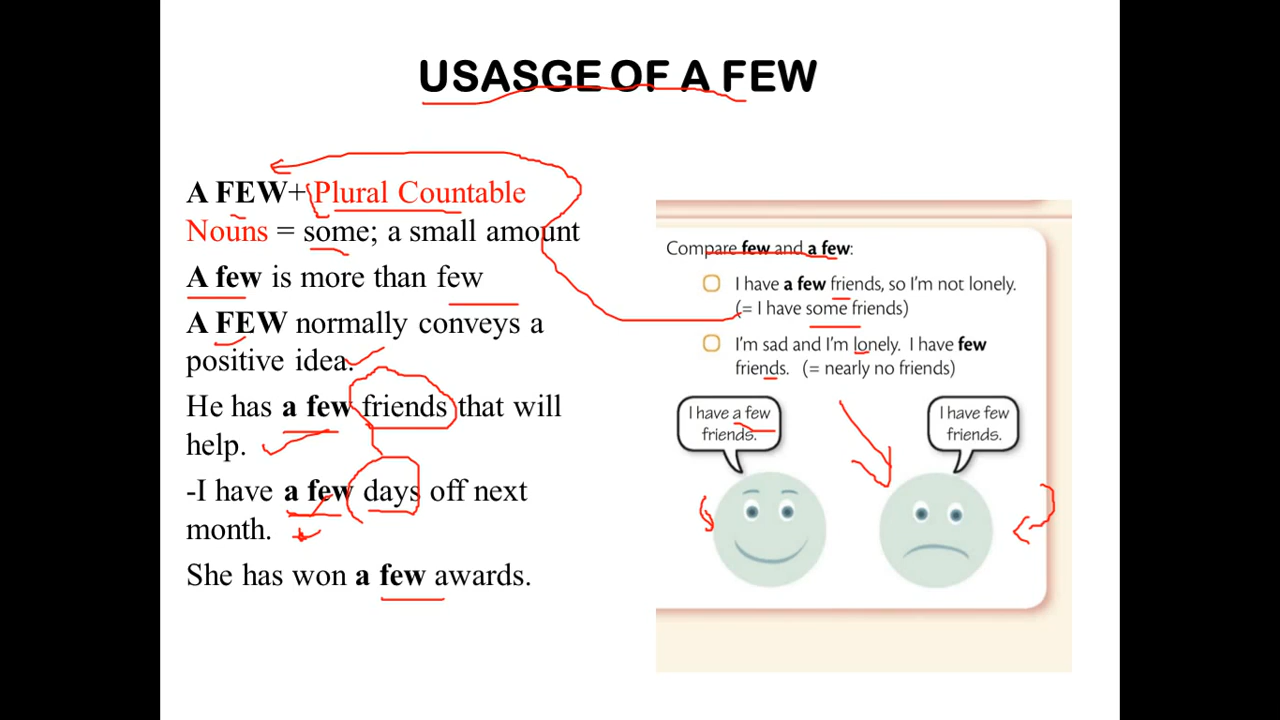 USASGE OF A FEW
A FEW+ Plural Countable
Nouns = some; a small amount
A few is more than few
A FEW normally conveys a
positive idea.
He has a few friends that will
help.
-I have a few days off next
month.
She has won a few awards.
Compare few and a few:
I have a few friends, so I'm not lonely.
(= I have some friends)
I'm sad and I'm lonely. I have few
friends. (= nearly no friends)
I have a few
friends.
I have few
friends.